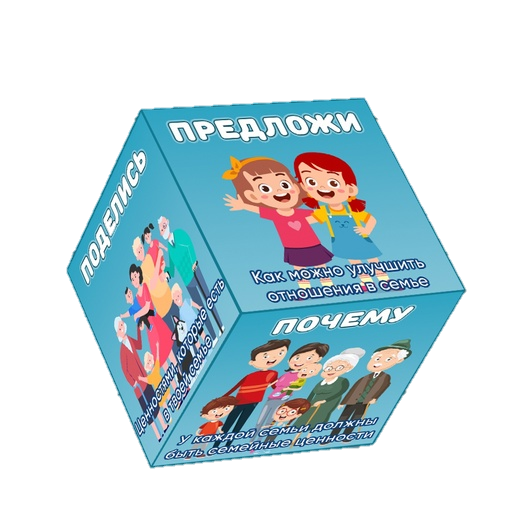 ПРЕДЛОЖИ
Как можно улучшить
отношения в семье
ПОДЕЛИСЬ
ценностями, которые есть
в твоей семье
ПОЧЕМУ
У каждой семьи должны
быть семейные ценности